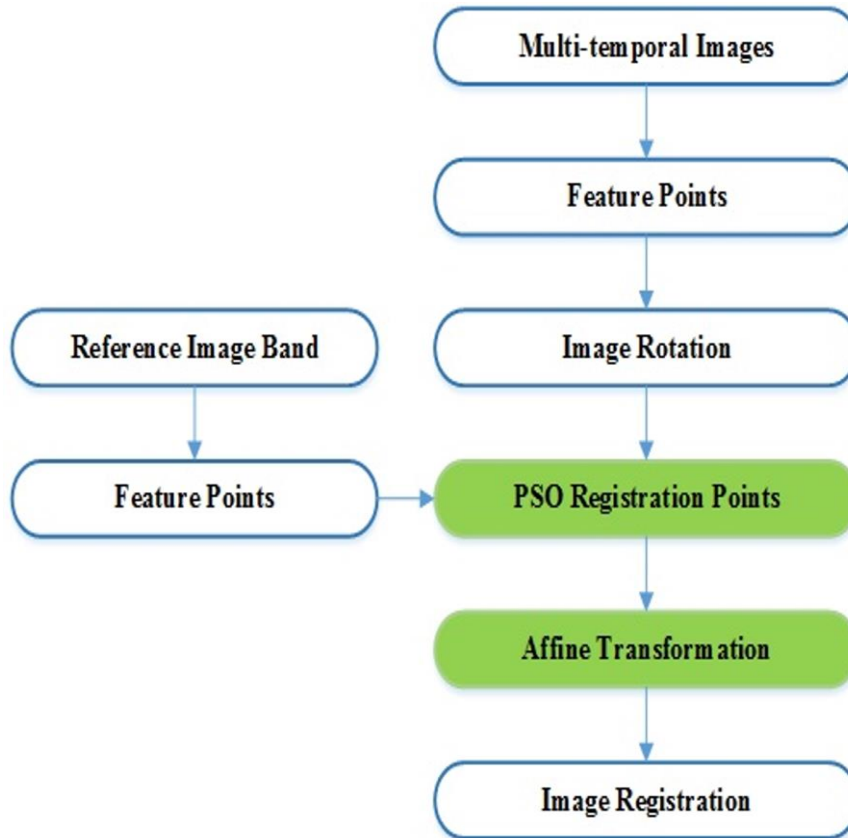 Multi-temporal Images
Feature Points
Image Rotation
Reference Image Band
Feature Points
PSO Registration Points
Affine Transformation
Image Registration